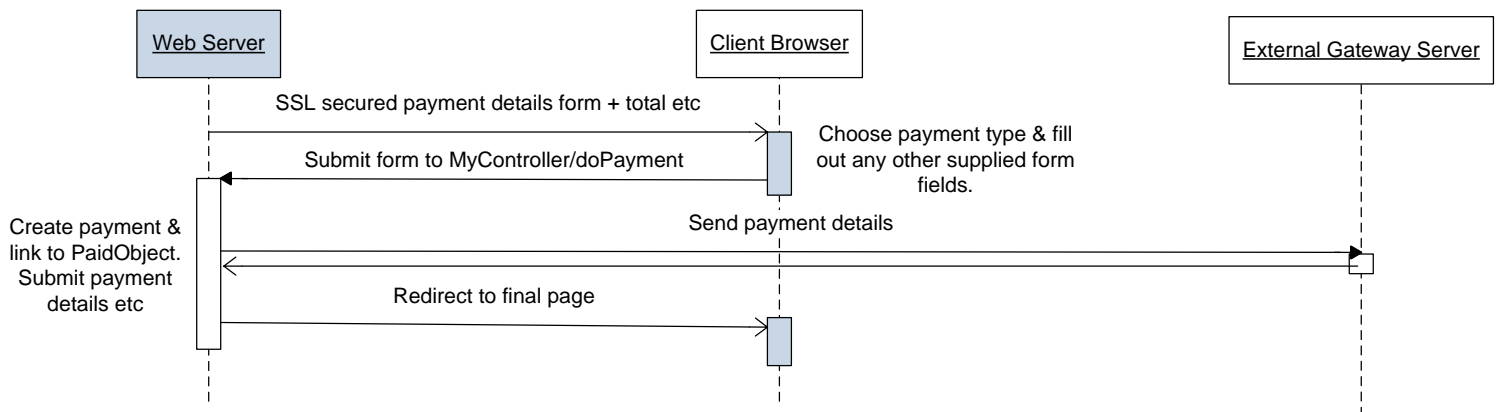 Web Server
Client Browser
External Gateway Server
SSL secured payment details form + total etc
Choose payment type & fill
out any other supplied form
fields.
Submit form to MyController/doPayment
Create payment &
link to PaidObject.
Submit payment
details etc
Send payment details
Redirect to final page